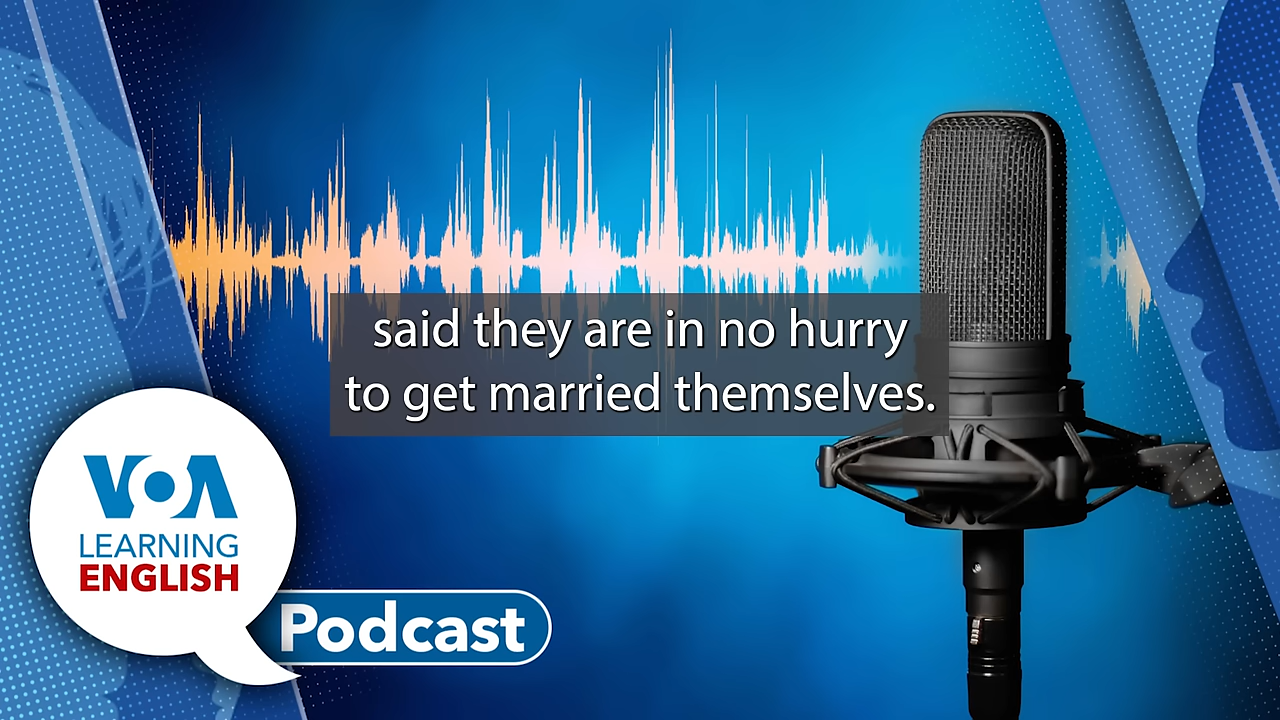 said they are in no hurry
to get married themselves.
VOA
LEARNING
ENGLISH
Podcast